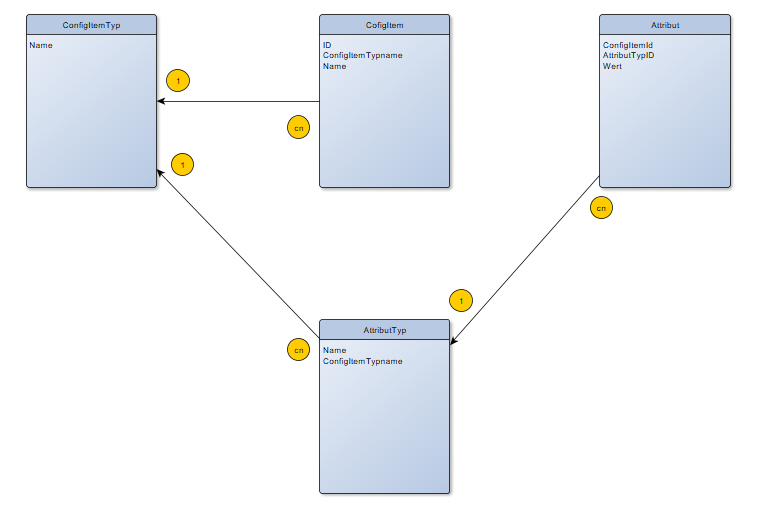 ConfigItemTyp
Name
CofigItem
ID
ConfigItemTypname
Name
Attribut
ConfigItemId
AttributTypID
Wert
1
cn
1
cn
1
cn
AttributTyp
Name
ConfigItemTypname